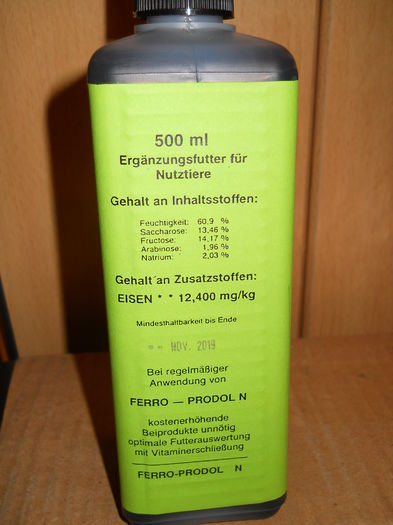 500 ml
Ergänzungsfutter für
Nutztiere
Gehalt an Inhaltsstoffen:
Feuchtigkeit: 60,9 %
Saccharose: 13,46 %
Fructose: 14,17 %
Arabinose: 1,96 %
Natrium: 2,03 %
Gehalt an Zusatzstoffen:
EISEN * * 12,400 mg/kg
Mindesthaltbarkeit bis Ende
-- NOV. 2019
Bei regelmäßiger
Anwendung von
FERRO — PRODOL N
kostenerhöhende
Beiprodukte unnötig
optimale Futterauswertung
mit Vitaminerschließung
FERRO-PRODOL N